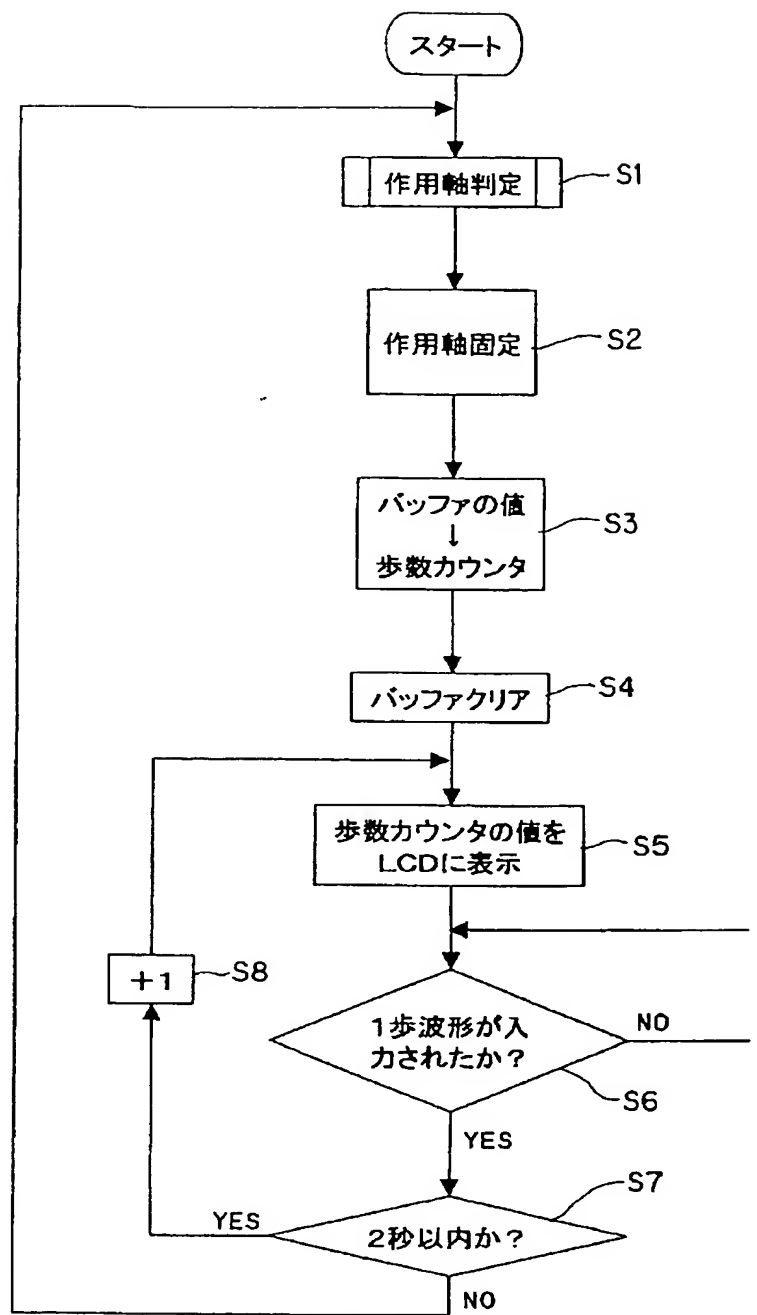 スタート
作用軸判定
S1
作用軸固定
S2
バッファの値
↓
歩数カウンタ
S3
バッファクリア
S4
歩数カウンタの値を
LCDに表示
S5
+1
S8
1歩波形が入
力されたか?
NO
S6
YES
S7
YES
2秒以内か?
NO